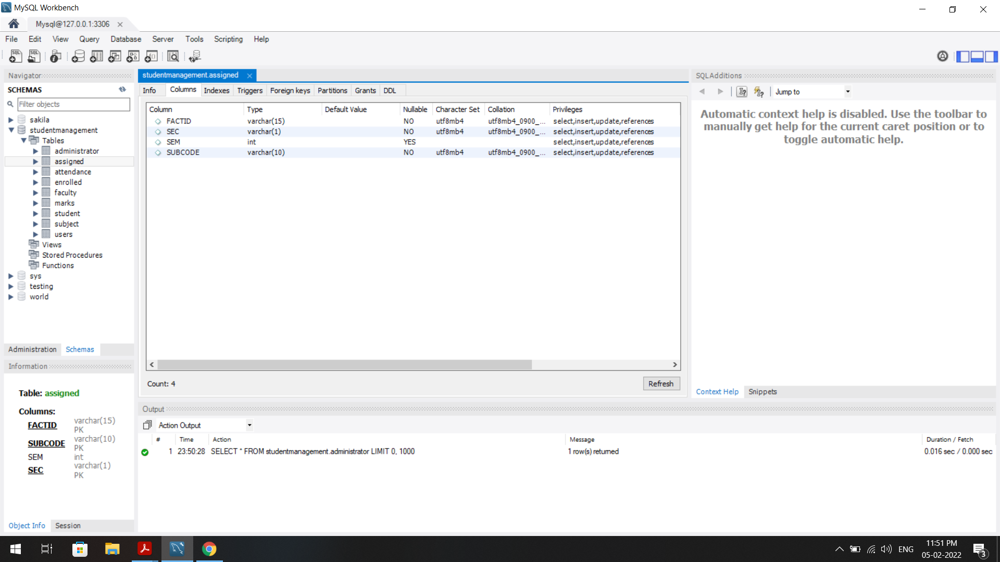 MySQL Workbench
Mysql@127.0.0.1:3306
File Edit View Query Database Server Tools Scripting Help
Navigator
SCHEMAS
Filter objects
sakila
studentmanagement
Tables
administrator
assigned
attendance
enrolled
faculty
marks
student
subject
users
Views
Stored Procedures
Functions
sys
testing
world
Administration Schemas
Information
Table: assigned
Columns:
FACTID varchar(15) PK
SUBCODE varchar(10) PK
SEM int
SEC varchar(1) PK
Object Info Session
studentmanagement.assigned
Info Columns Indexes Triggers Foreign keys Partitions Grants DDL
Column Type Default Value Nullable Character Set Collation Privileges
FACTID varchar(15) NO utf8mb4 utf8mb4_0900_... select,insert,update,references
SEC varchar(1) NO utf8mb4 utf8mb4_0900_... select,insert,update,references
SEM int YES select,insert,update,references
SUBCODE varchar(10) NO utf8mb4 utf8mb4_0900_... select,insert,update,references
Count: 4
Refresh
SQLAdditions
Jump to
Automatic context help is disabled. Use the toolbar to
manually get help for the current caret position or to
toggle automatic help.
Context Help Snippets
Output
Action Output
# Time Action Message Duration / Fetch
1 23:50:28 SELECT * FROM studentmanagement.administrator LIMIT 0, 1000 1 row(s) returned 0.016 sec / 0.000 sec
ENG
11:51 PM
05-02-2022
3